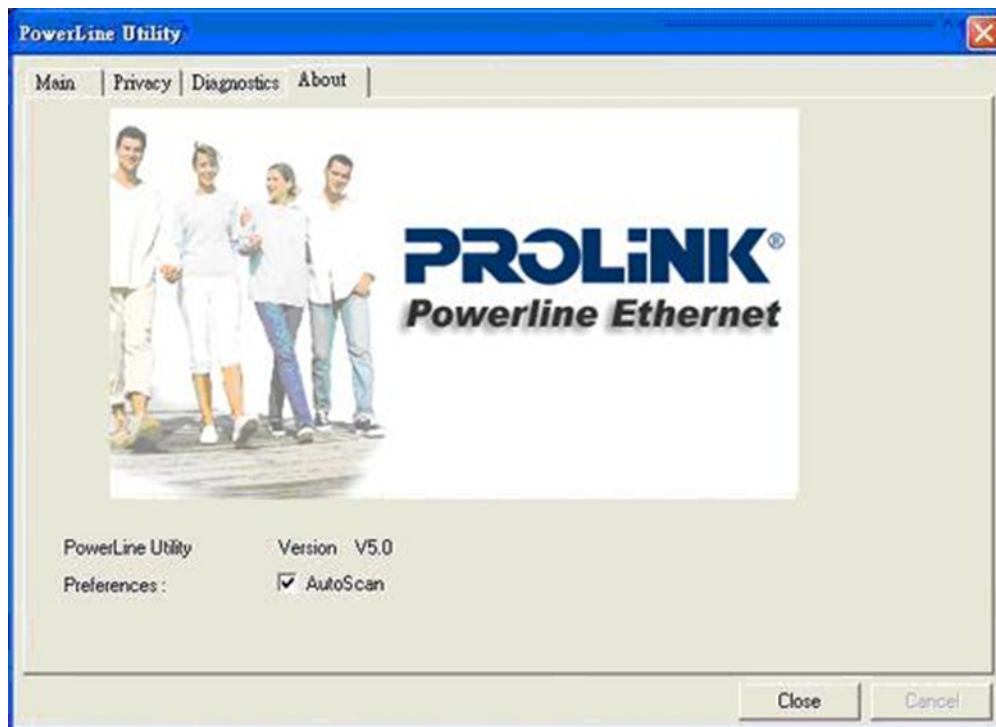 PowerLine Utility
Main Privacy Diagnostics About
PROLiNK®
Powerline Ethernet
PowerLine Utility Version V5.0
Preferences : AutoScan
Close Cancel